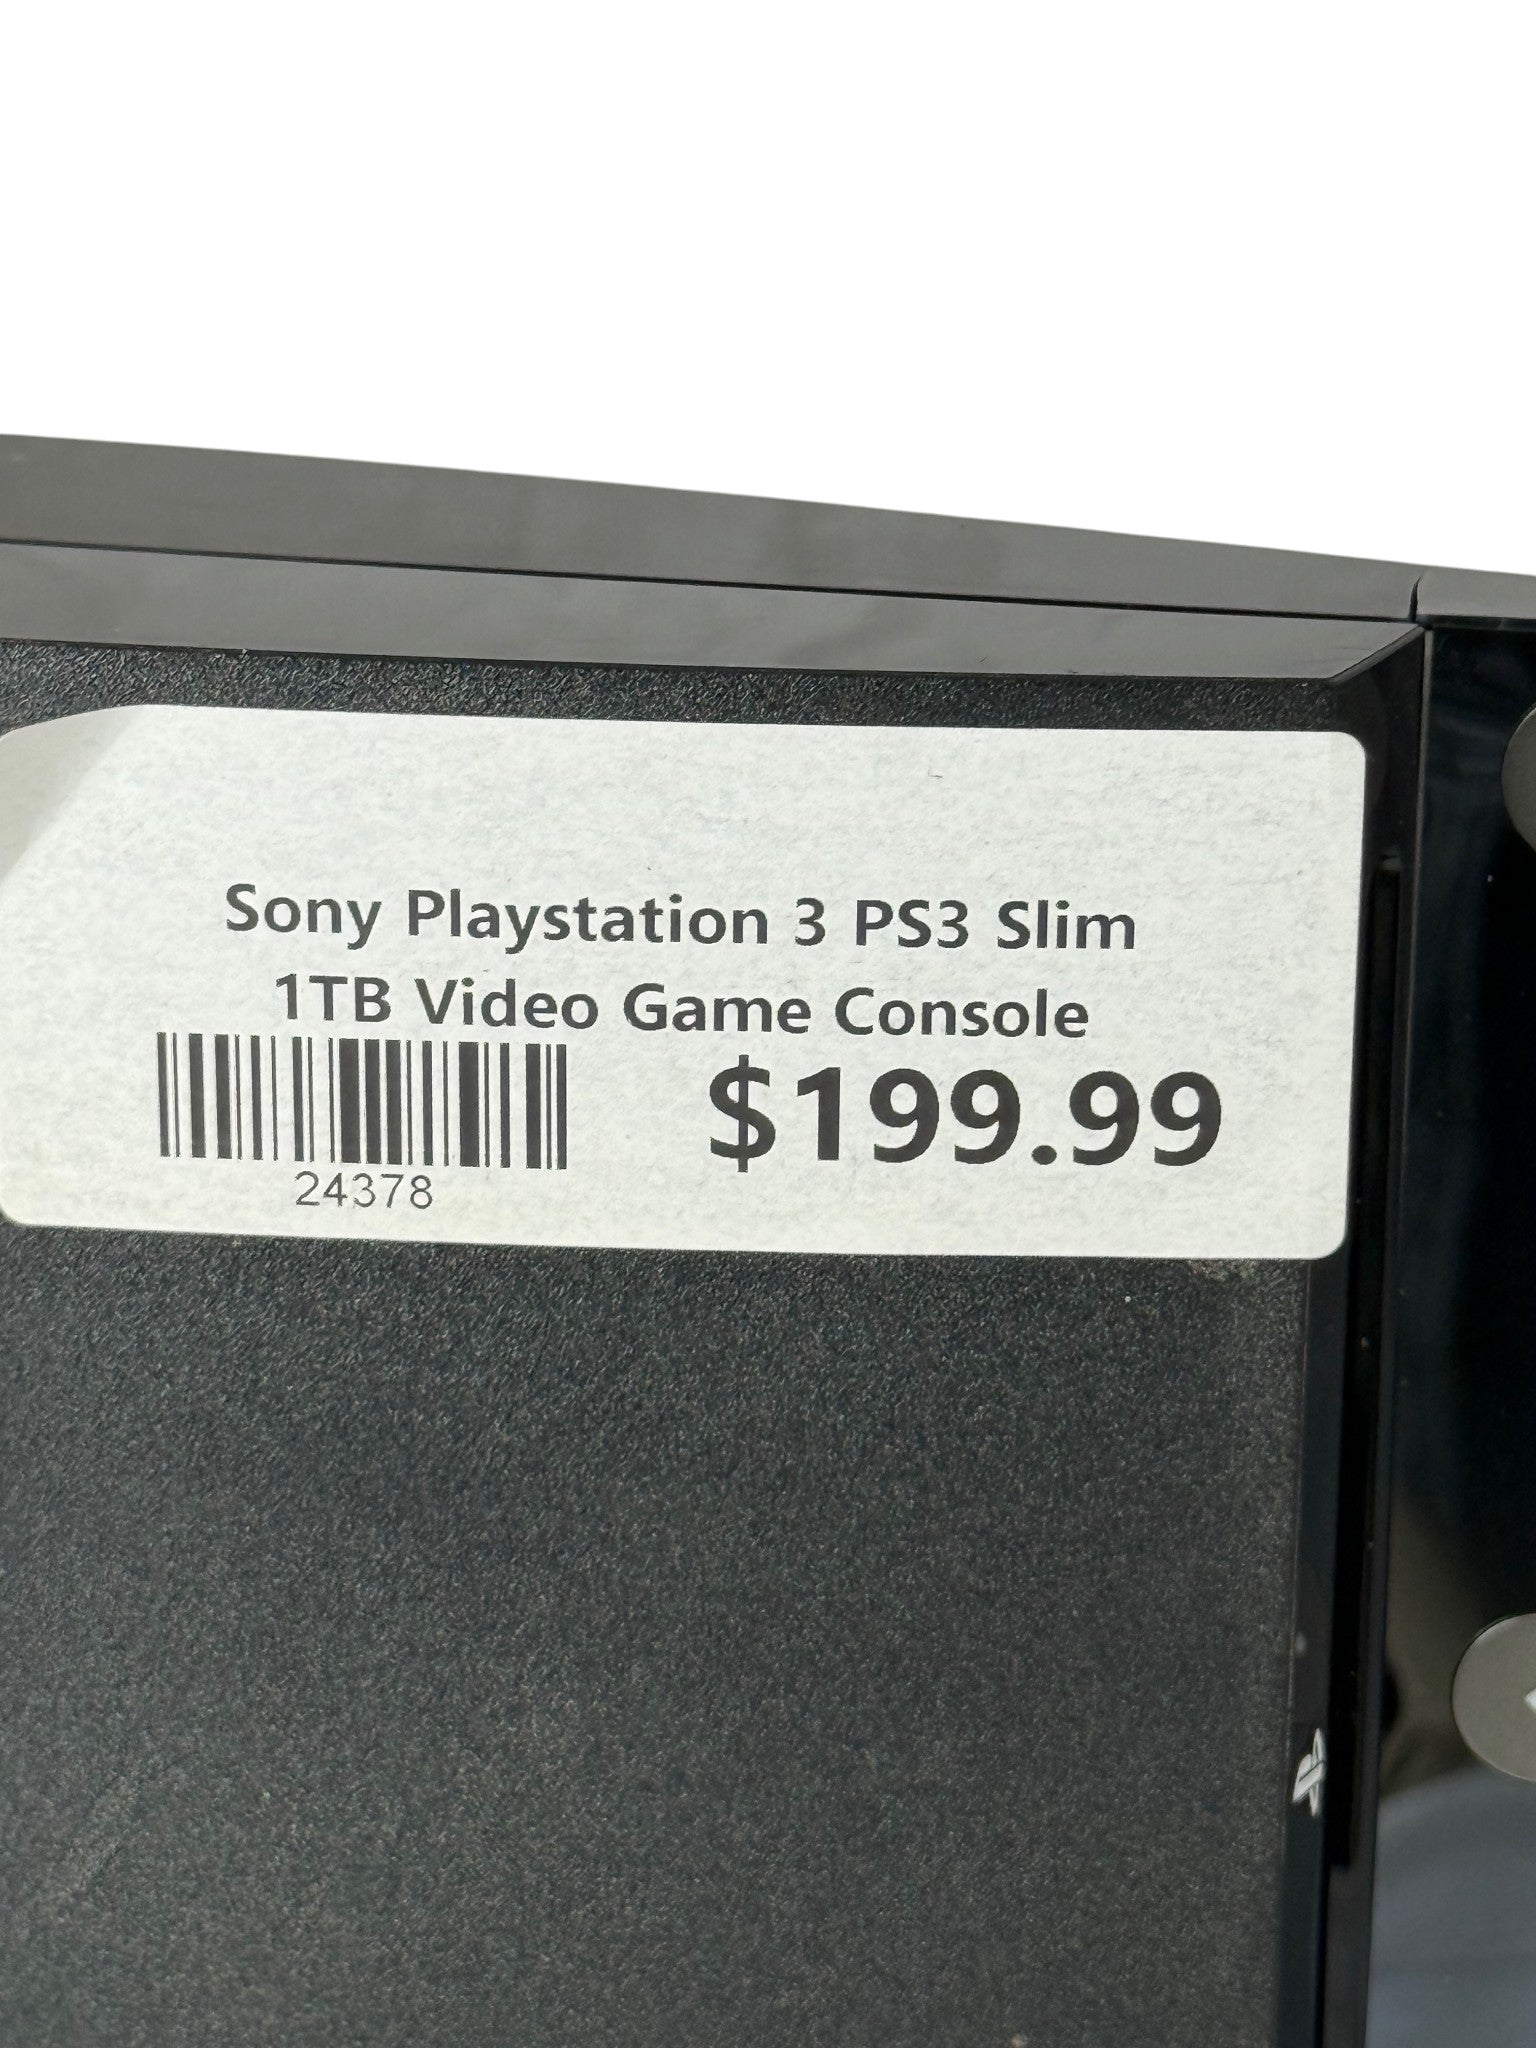 Sony Playstation 3 PS3 Slim
1TB Video Game Console
$199.99
24378